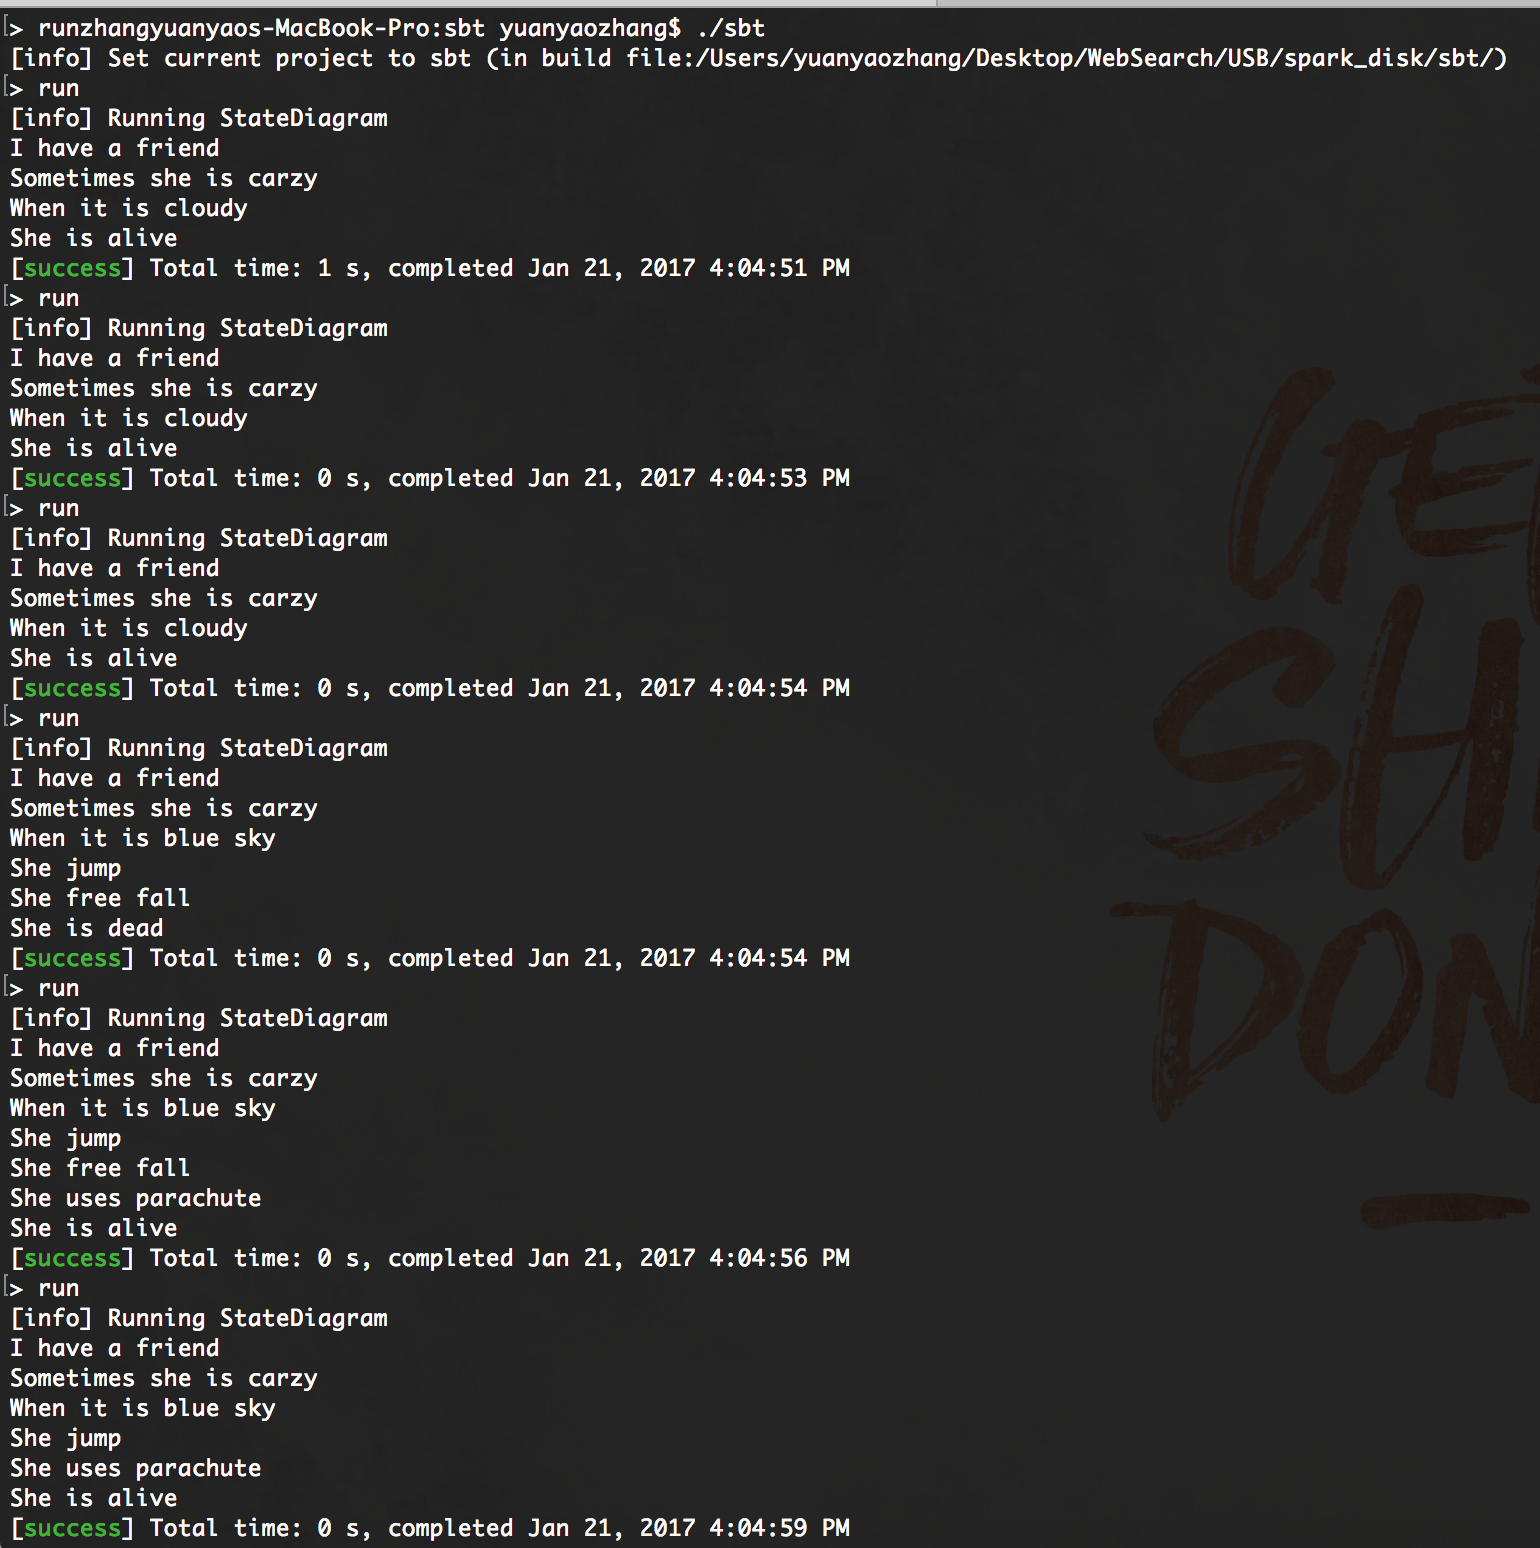 > runzhangyuanyaos-MacBook-Pro:sbt yuanyaozhang$ ./sbt
[info] Set current project to sbt (in build file:/Users/yuanyaozhang/Desktop/WebSearch/USB/spark_disk/sbt/)
> run
[info] Running StateDiagram
I have a friend
Sometimes she is carzy
When it is cloudy
She is alive
[success] Total time: 1 s, completed Jan 21, 2017 4:04:51 PM
> run
[info] Running StateDiagram
I have a friend
Sometimes she is carzy
When it is cloudy
She is alive
[success] Total time: 0 s, completed Jan 21, 2017 4:04:53 PM
> run
[info] Running StateDiagram
I have a friend
Sometimes she is carzy
When it is cloudy
She is alive
[success] Total time: 0 s, completed Jan 21, 2017 4:04:54 PM
> run
[info] Running StateDiagram
I have a friend
Sometimes she is carzy
When it is blue sky
She jump
She free fall
She is dead
[success] Total time: 0 s, completed Jan 21, 2017 4:04:54 PM
> run
[info] Running StateDiagram
I have a friend
Sometimes she is carzy
When it is blue sky
She jump
She free fall
She uses parachute
She is alive
[success] Total time: 0 s, completed Jan 21, 2017 4:04:56 PM
> run
[info] Running StateDiagram
I have a friend
Sometimes she is carzy
When it is blue sky
She jump
She uses parachute
She is alive
[success] Total time: 0 s, completed Jan 21, 2017 4:04:59 PM